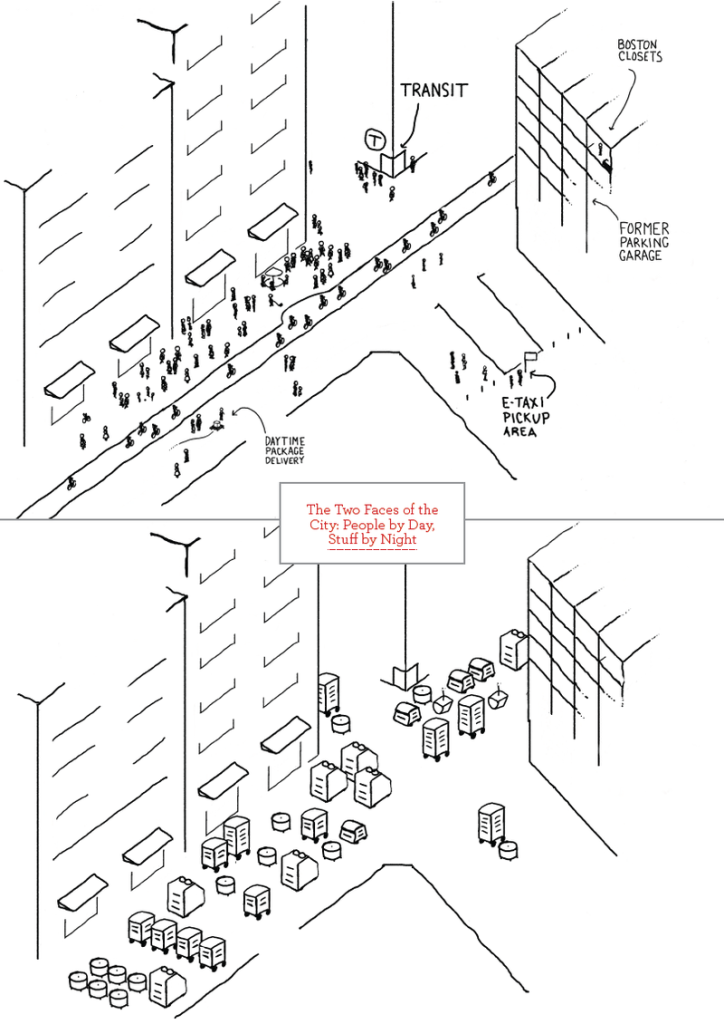 BOSTON
CLOSETS
TRANSIT
T
FORMER
PARKING
GARAGE
E-TAXI
PICKUP
AREA
DAYTIME
PACKAGE
DELIVERY
The Two Faces of the
City: People by Day,
Stuff by Night